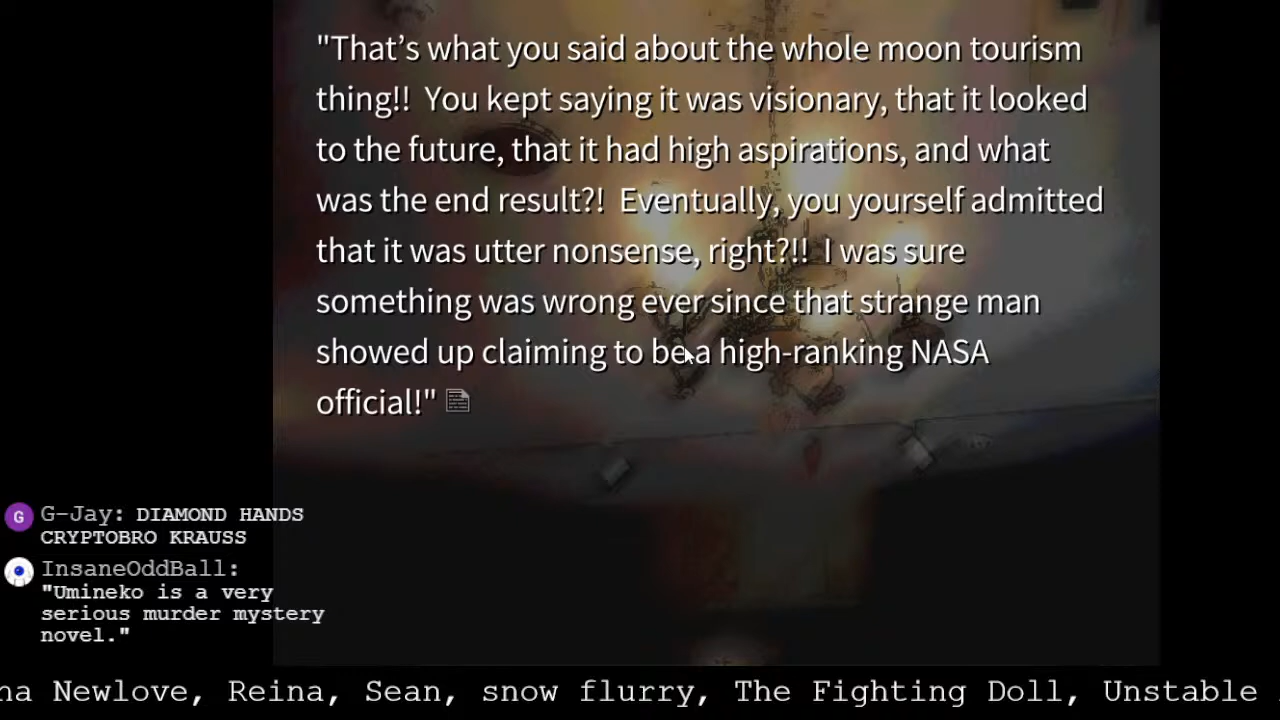 "That’s what you said about the whole moon tourism
thing!!  You kept saying it was visionary, that it looked
to the future, that it had high aspirations, and what
was the end result?!  Eventually, you yourself admitted
that it was utter nonsense, right?!!  I was sure
something was wrong ever since that strange man
showed up claiming to be a high-ranking NASA
official!"
G
G-Jay: DIAMOND HANDS
CRYPTOBRO KRAUSS
InsaneOddBall:
"Umineko is a very
serious murder mystery
novel."
na Newlove, Reina, Sean, snow flurry, The Fighting Doll, Unstable